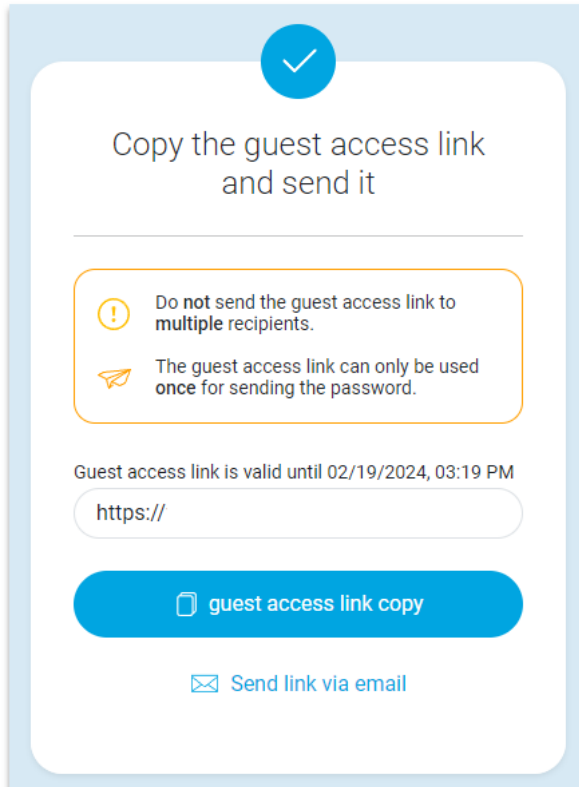 Copy the guest access link
and send it
Do not send the guest access link to
multiple recipients.
The guest access link can only be used
once for sending the password.
Guest access link is valid until 02/19/2024, 03:19 PM
https://
guest access link copy
Send link via email